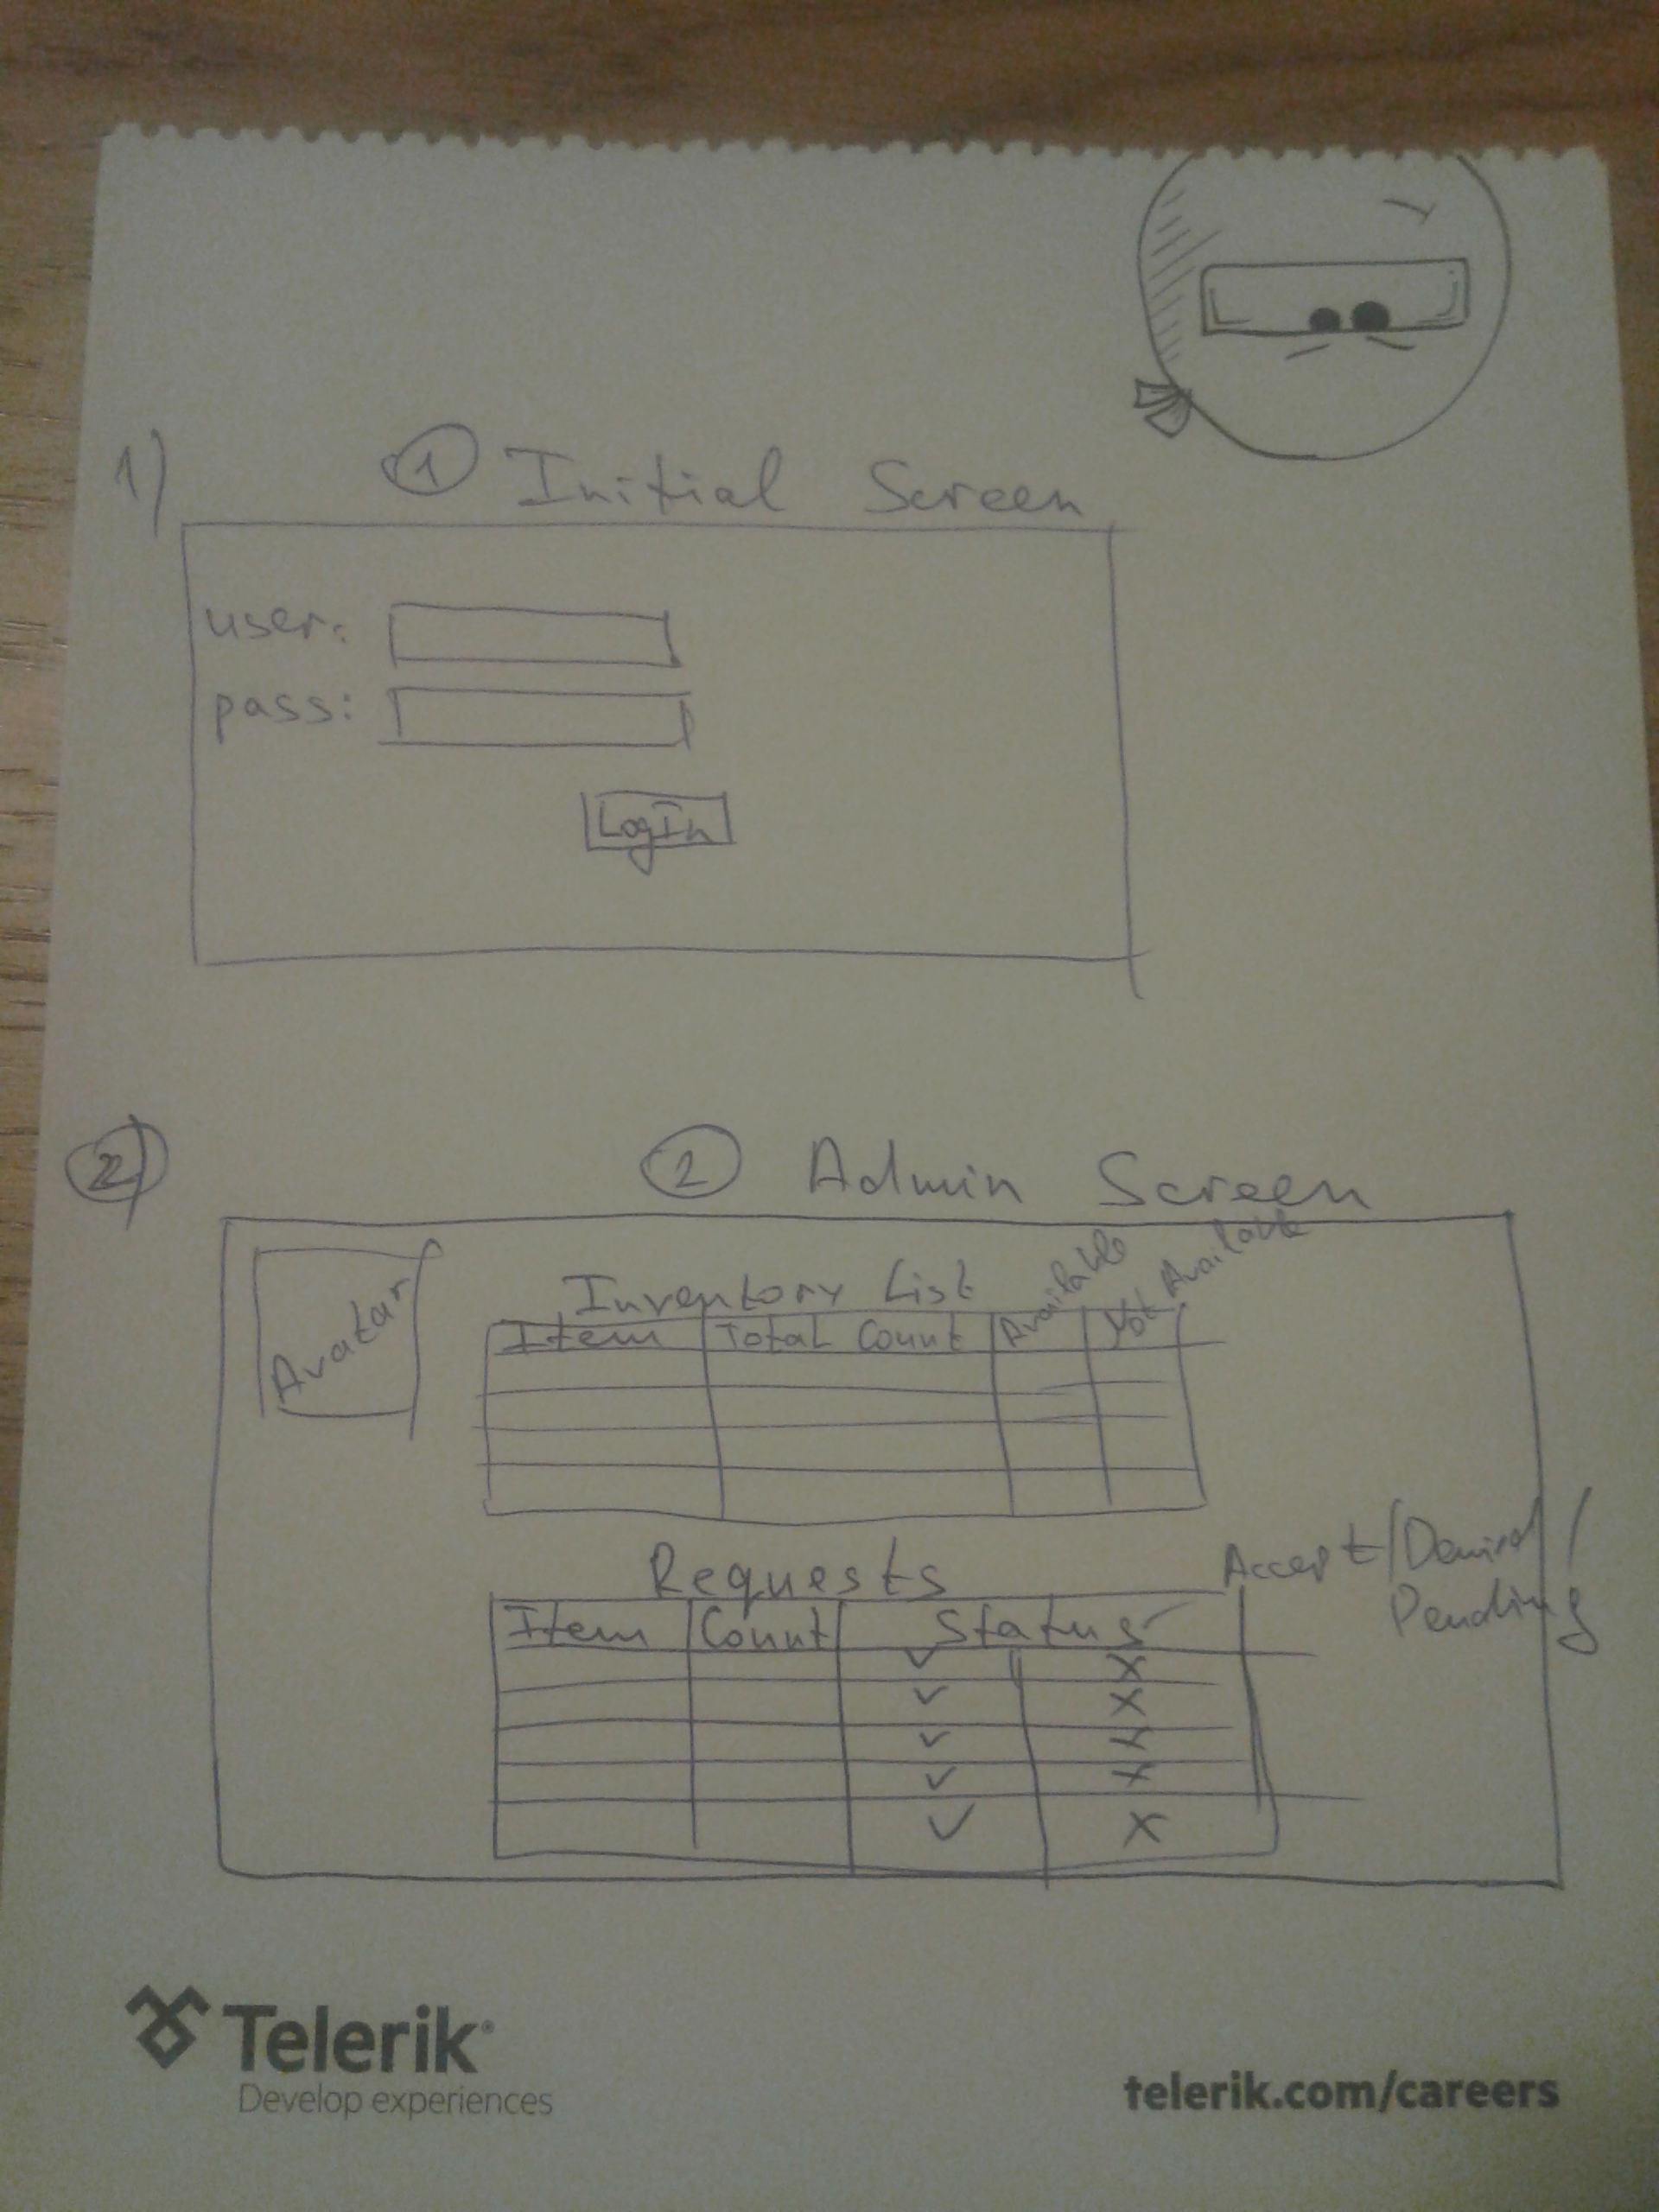 1)
① Initial Screen
user:
pass:
LogIn
2)
② Admin Screen
Avatar
Inventory List
Item Total Count Available Not Available
Requests
Accept/Denied/
Pending
Item Count Status
✓ X
✓ X
✓ X
✓ X
✓ X
Telerik
Develop experiences
telerik.com/careers